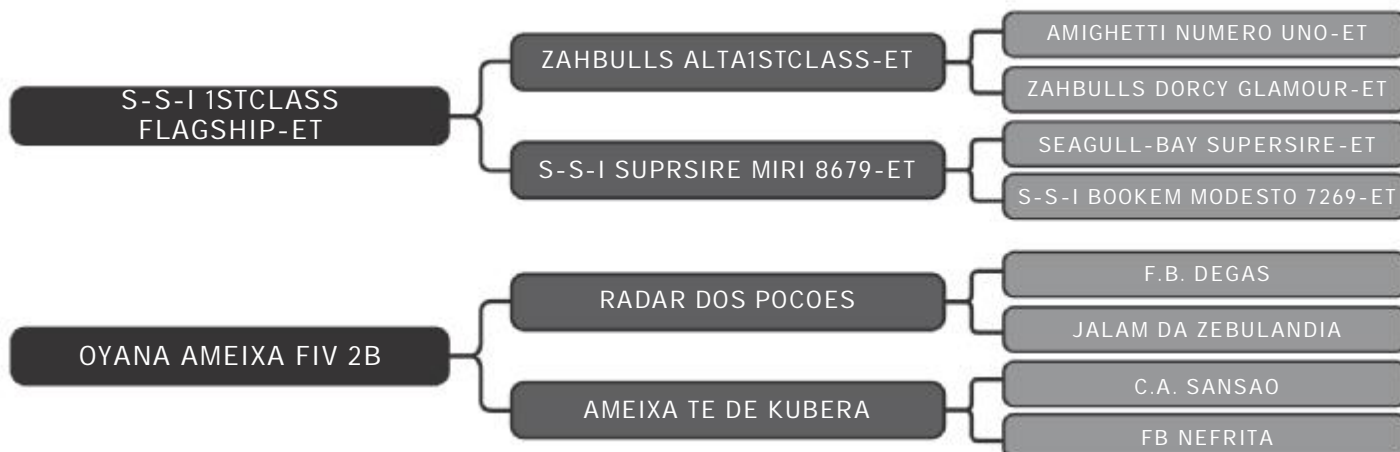 S-S-I 1STCLASS
FLAGSHIP-ET
ZAHBULLS ALTA1STCLASS-ET
AMIGHETTI NUMERO UNO-ET
ZAHBULLS DORCY GLAMOUR-ET
S-S-I SUPRSIRE MIRI 8679-ET
SEAGULL-BAY SUPERSIRE-ET
S-S-I BOOKEM MODESTO 7269-ET
OYANA AMEIXA FIV 2B
RADAR DOS POCOES
F.B. DEGAS
JALAM DA ZEBULANDIA
AMEIXA TE DE KUBERA
C.A. SANSAO
FB NEFRITA